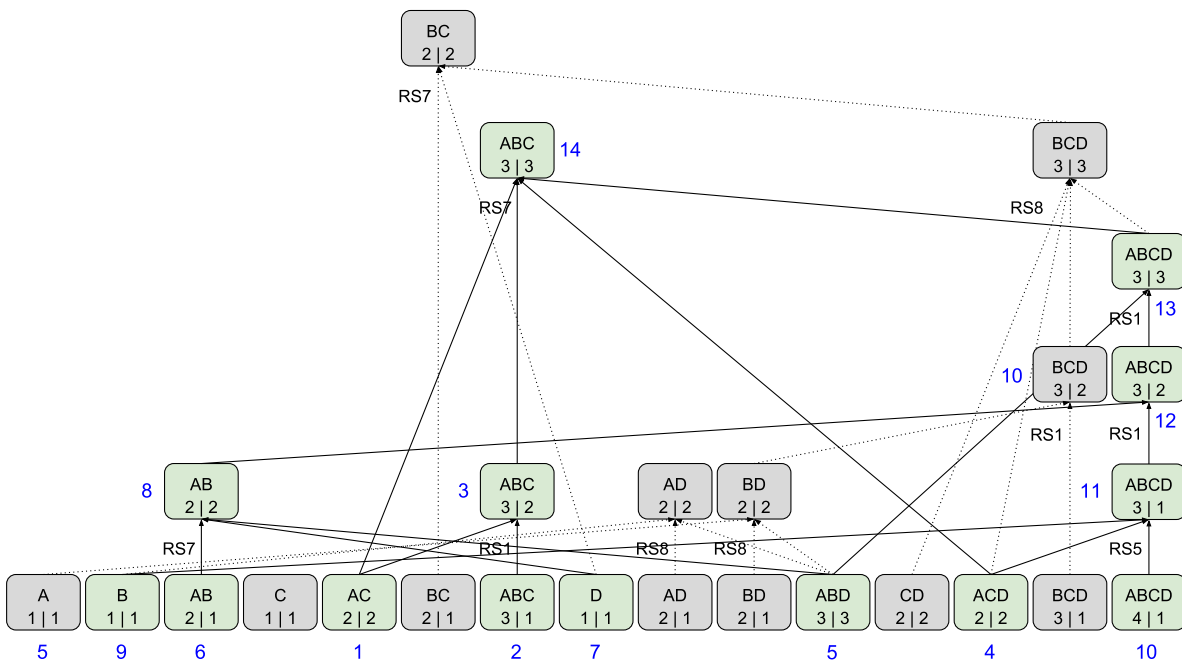 BC
2 | 2
RS7
ABC
3 | 3
14
BCD
3 | 3
RS7
RS8
ABCD
3 | 3
13
RS1
10
BCD
3 | 2
ABCD
3 | 2
12
RS1
RS1
8
AB
2 | 2
3
ABC
3 | 2
AD
2 | 2
BD
2 | 2
11
ABCD
3 | 1
RS7
RS1
RS8
RS8
RS5
A
1 | 1
B
1 | 1
AB
2 | 1
C
1 | 1
AC
2 | 2
BC
2 | 1
ABC
3 | 1
D
1 | 1
AD
2 | 1
BD
2 | 1
ABD
3 | 3
CD
2 | 2
ACD
2 | 2
BCD
3 | 1
ABCD
4 | 1
5
9
6
1
2
7
5
4
10